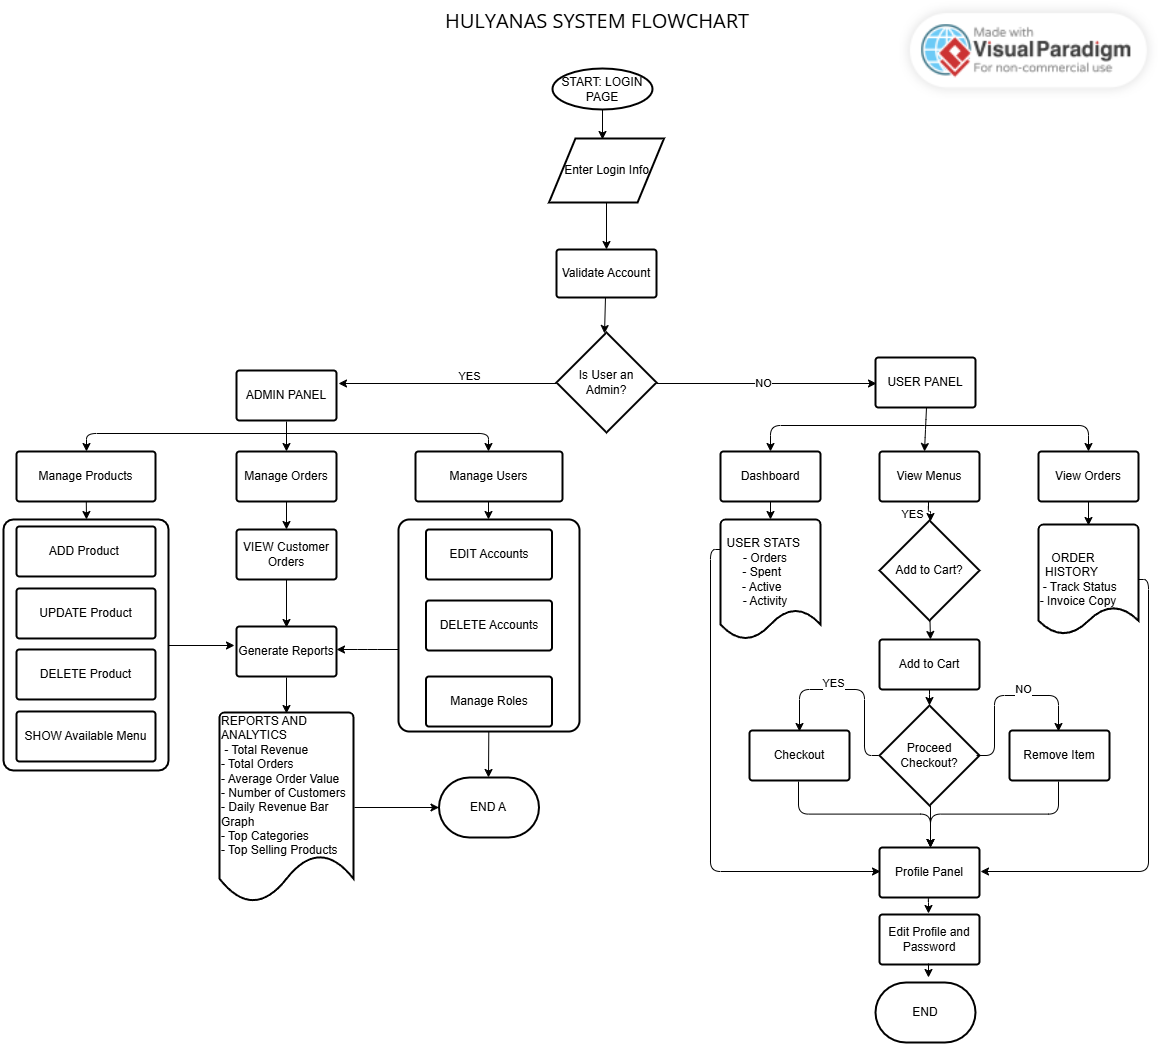 HULYANAS SYSTEM FLOWCHART
Made with
VisualParadigm
For non-commercial use
START: LOGIN
PAGE
Enter Login Info
Validate Account
Is User an
Admin?
YES
NO
ADMIN PANEL
USER PANEL
Manage Products
Manage Orders
Manage Users
Dashboard
View Menus
View Orders
ADD Product
UPDATE Product
DELETE Product
SHOW Available Menu
VIEW Customer
Orders
Generate Reports
REPORTS AND
ANALYTICS
- Total Revenue
- Total Orders
- Average Order Value
- Number of Customers
- Daily Revenue Bar
Graph
- Top Categories
- Top Selling Products
EDIT Accounts
DELETE Accounts
Manage Roles
END A
USER STATS
- Orders
- Spent
- Active
- Activity
YES
Add to Cart?
Add to Cart
Proceed
Checkout?
YES
NO
Checkout
Remove Item
ORDER
HISTORY
- Track Status
- Invoice Copy
Profile Panel
Edit Profile and
Password
END